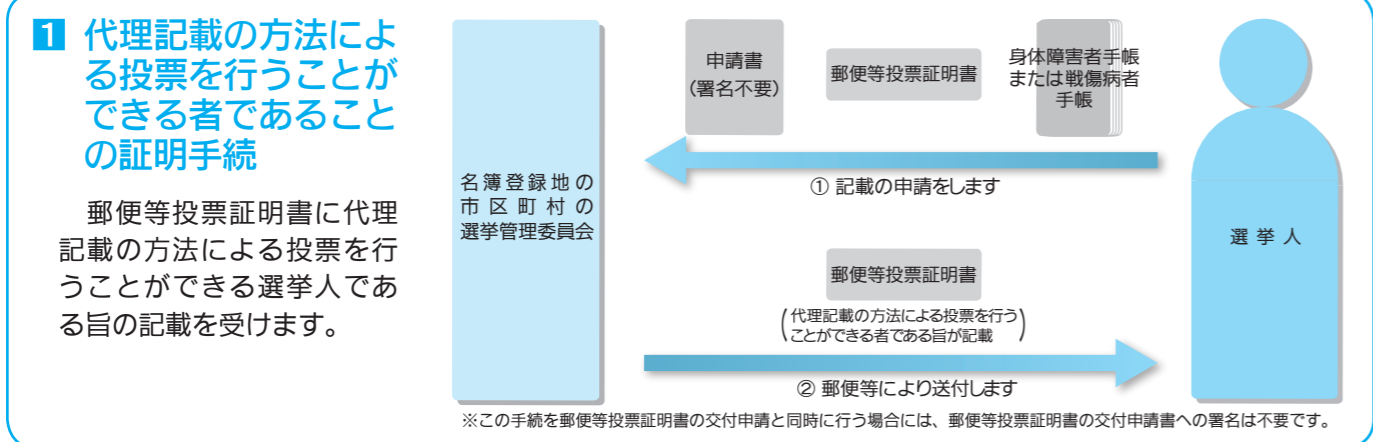 1 代理記載の方法によ
る投票を行うことが
できる者であること
の証明手続
郵便等投票証明書に代理
記載の方法による投票を行
うことができる選挙人であ
る旨の記載を受けます。
名簿登録地の
市区町村の
選挙管理委員会
申請書
(署名不要)
郵便等投票証明書
身体障害者手帳
または戦傷病者
手帳
① 記載の申請をします
郵便等投票証明書
(代理記載の方法による投票を行う
ことができる者である旨が記載)
② 郵便等により送付します
選挙人
※この手続を郵便等投票証明書の交付申請と同時に行う場合には、郵便等投票証明書の交付申請書への署名は不要です。